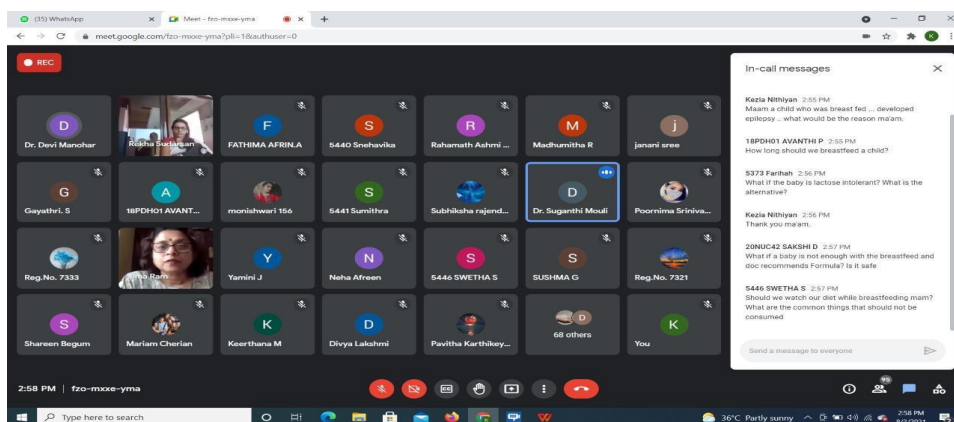 (35) WhatsApp
Meet - fzo-mxxe-yma
meet.google.com/fzo-mxxe-yma?pli=1&authuser=0
K
REC
D
Dr. Devi Manohar
Rekha Sudarsan
F
FATHIMA AFRIN.A
S
5440 Snehavika
R
Rahamath Ashmi ...
M
Madhumitha R
j
janani sree
G
Gayathri. S
A
18PDH01 AVANT...
monishwari 156
S
5441 Sumithra
Subhiksha rajend...
D
Dr. Suganthi Mouli
Poornima Sriniva...
Reg.No. 7333
Uma Ram
Y
Yamini J
N
Neha Afreen
S
5446 SWETHA S
S
SUSHMA G
Reg.No. 7321
S
Shareen Begum
Mariam Cherian
K
Keerthana M
D
Divya Lakshmi
Pavitha Karthikey...
D
68 others
K
You
In-call messages
Kezia Nithiyan 2:55 PM
Maam a child who was breast fed ... developed
epilepsy .. what would be the reason ma'am.
18PDH01 AVANTHI P 2:55 PM
How long should we breastfeed a child?
5373 Farihah 2:56 PM
What if the baby is lactose intolerant? What is the
alternative?
Kezia Nithiyan 2:56 PM
Thank you ma'am.
20NUC42 SAKSHI D 2:57 PM
What if a baby is not enough with the breastfeed and
doc recommends Formula? Is it safe
5446 SWETHA S 2:57 PM
Should we watch our diet while breastfeeding mam?
What are the common things that should not be
consumed
Send a message to everyone
2:58 PM | fzo-mxxe-yma
CC
95
Type here to search
36°C Partly sunny
2:58 PM